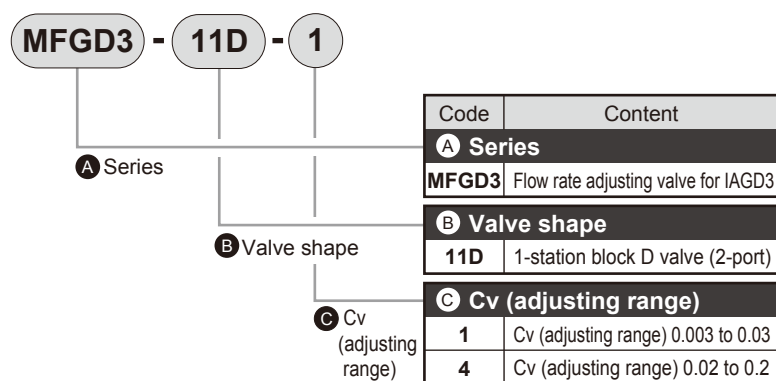 MFGD3 - 11D - 1
Code Content
A Series
MFGD3 Flow rate adjusting valve for IAGD3
A Series
B Valve shape
11D 1-station block D valve (2-port)
B Valve shape
C Cv (adjusting range)
1 Cv (adjusting range) 0.003 to 0.03
4 Cv (adjusting range) 0.02 to 0.2
C Cv
(adjusting
range)